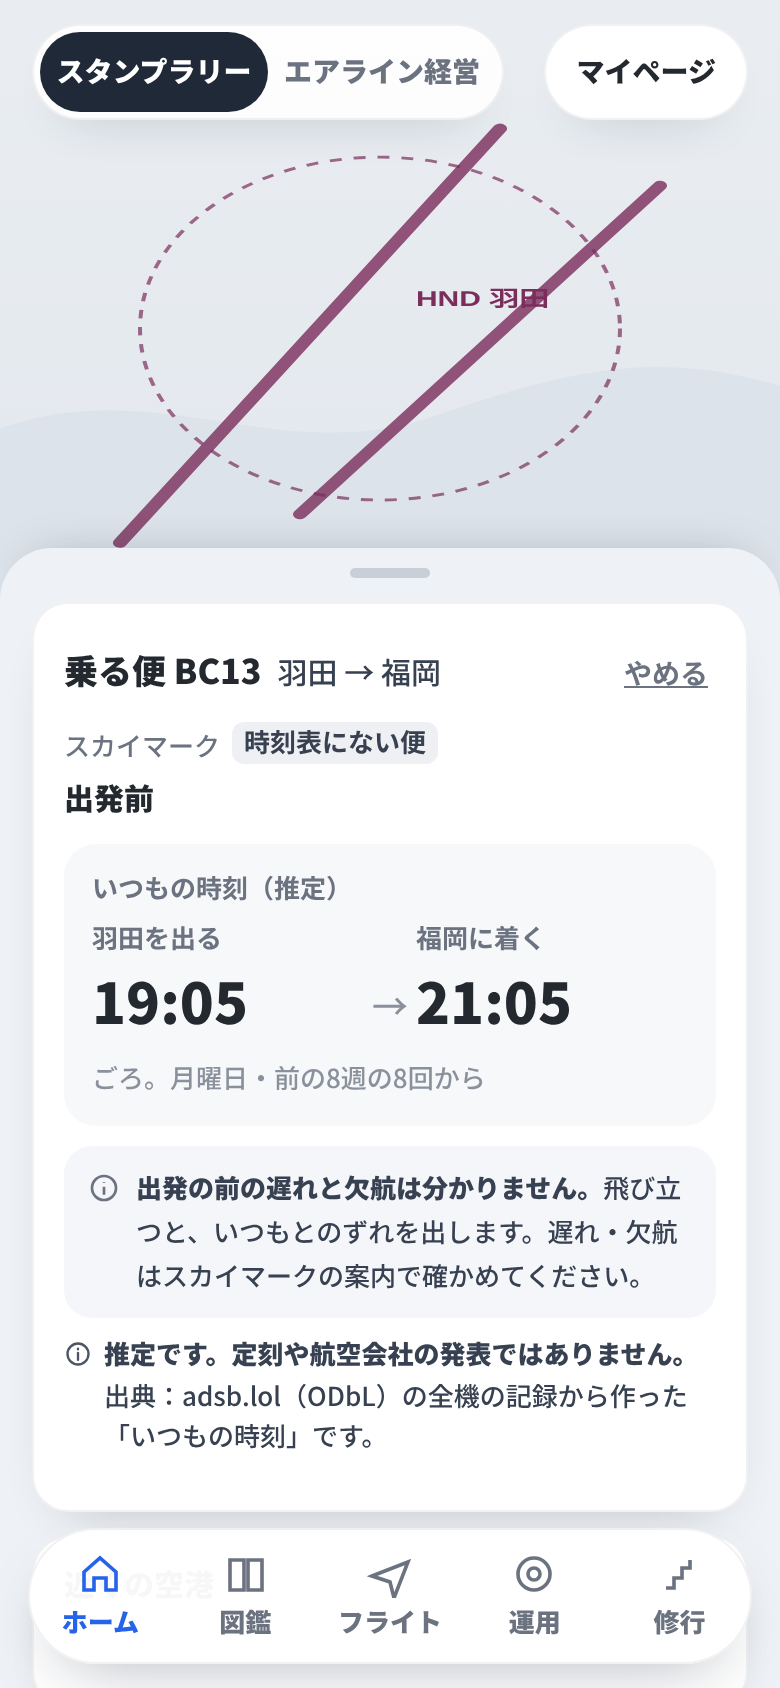 スタンプラリー エアライン経営 マイページ
HND 羽田
乗る便 BC13 羽田 → 福岡 やめる
スカイマーク 時刻表にない便
出発前
いつもの時刻（推定）
羽田を出る 福岡に着く
19:05 → 21:05
ごろ。月曜日・前の8週の8回から
出発の前の遅れと欠航は分かりません。飛び立
つと、いつもとのずれを出します。遅れ・欠航
はスカイマークの案内で確かめてください。
推定です。定刻や航空会社の発表ではありません。
出典：adsb.lol（ODbL）の全機の記録から作った
「いつもの時刻」です。
の空港
ホーム 図鑑 フライト 運用 修行